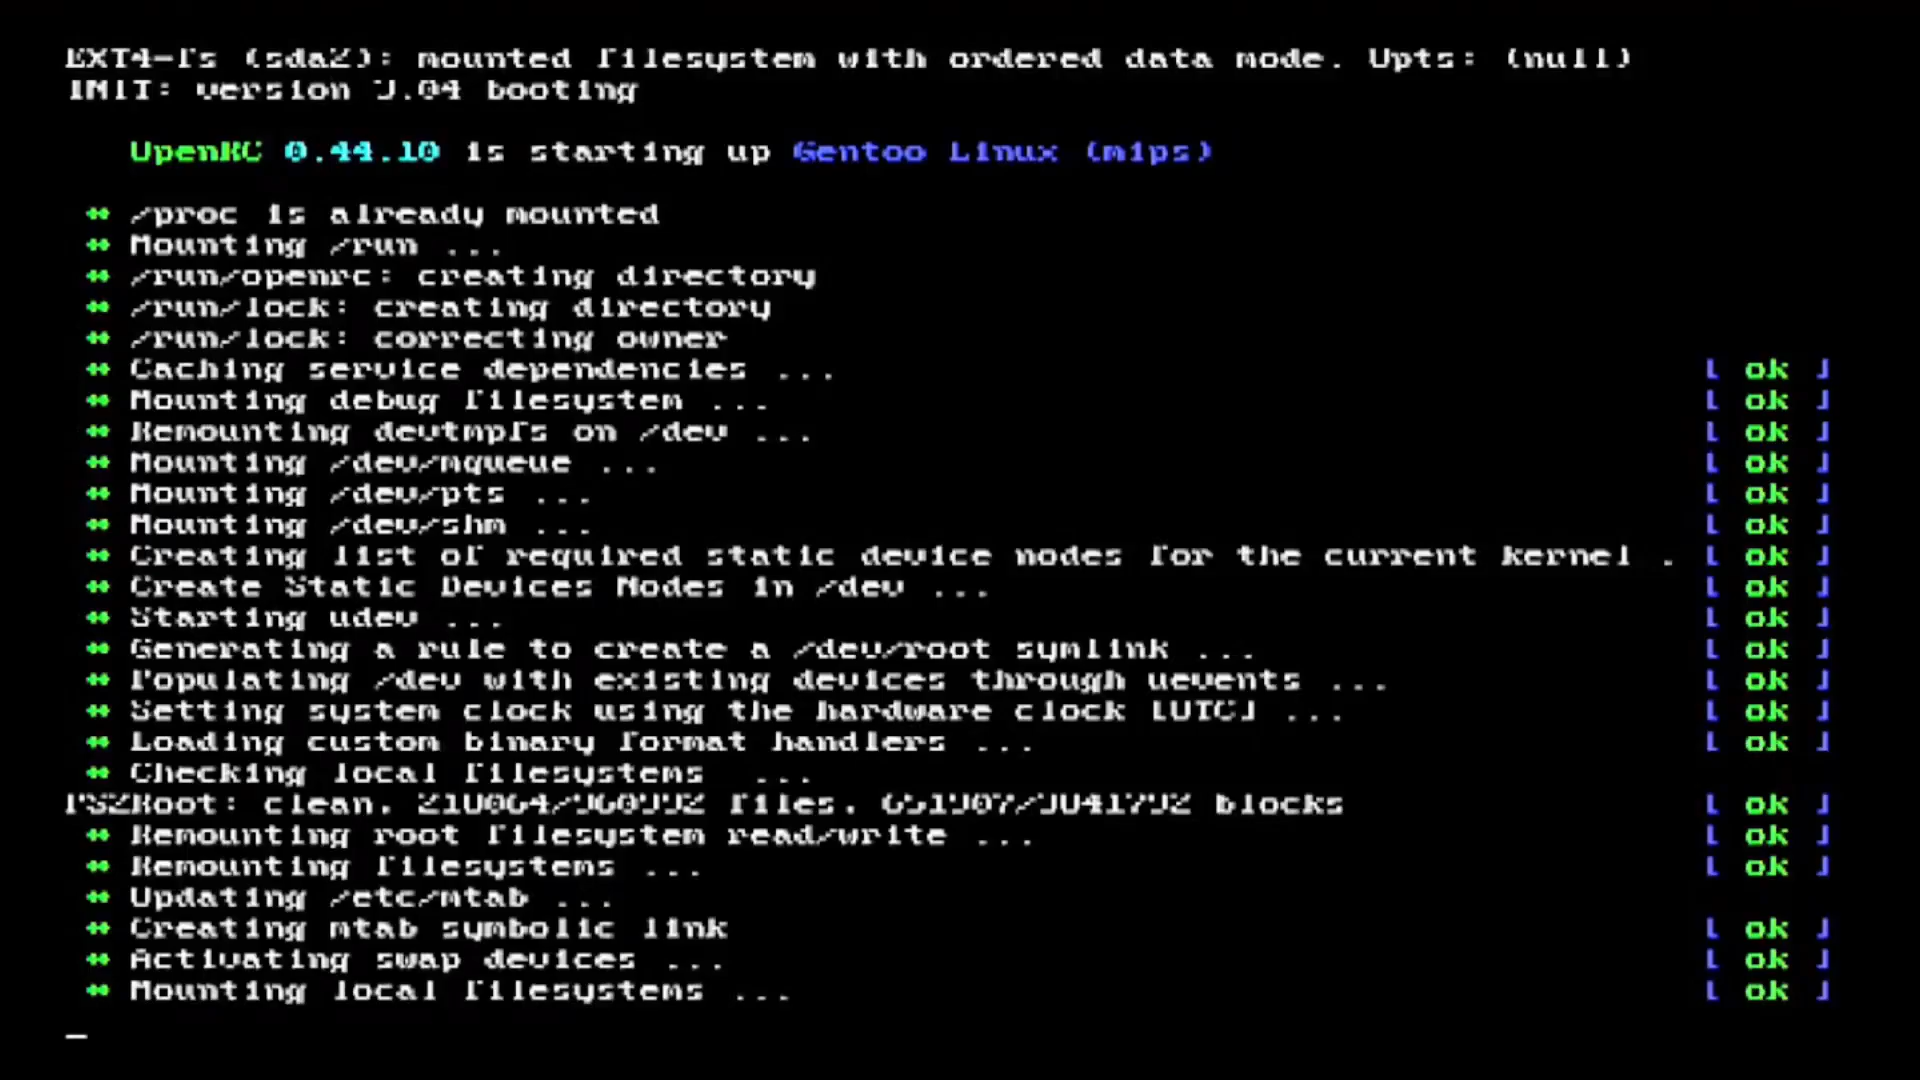 EXT4-fs (sda2): mounted filesystem with ordered data mode. Opts: (null)
INIT: version 3.04 booting
OpenRC 0.44.10 is starting up Gentoo Linux (mips)
* /proc is already mounted
* Mounting /run ...
* /run/openrc: creating directory
* /run/lock: creating directory
* /run/lock: correcting owner
* Caching service dependencies ... [ ok ]
* Mounting debug filesystem ... [ ok ]
* Remounting devtmpfs on /dev ... [ ok ]
* Mounting /dev/mqueue ... [ ok ]
* Mounting /dev/pts ... [ ok ]
* Mounting /dev/shm ... [ ok ]
* Creating list of required static device nodes for the current kernel . [ ok ]
* Create Static Devices Nodes in /dev ... [ ok ]
* Starting udev ... [ ok ]
* Generating a rule to create a /dev/root symlink ... [ ok ]
* Populating /dev with existing devices through uevents ... [ ok ]
* Setting system clock using the hardware clock [UTC] ... [ ok ]
* Loading custom binary format handlers ... [ ok ]
* Checking local filesystems ...
PS2Root: clean, files, blocks [ ok ]
* Remounting root filesystem read/write ... [ ok ]
* Remounting filesystems ... [ ok ]
* Updating /etc/mtab ...
* Creating mtab symbolic link [ ok ]
* Activating swap devices ... [ ok ]
* Mounting local filesystems ... [ ok ]
_